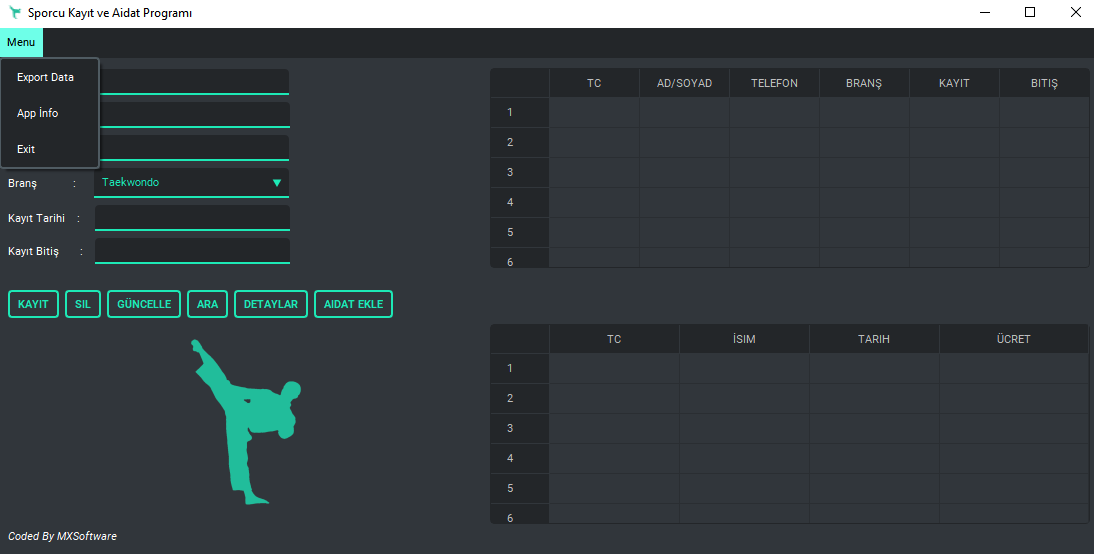 Sporcu Kayıt ve Aidat Programı
Menu
Export Data
App İnfo
Exit
Branş : Taekwondo
Kayıt Tarihi :
Kayıt Bitiş :
KAYIT SIL GÜNCELLE ARA DETAYLAR AIDAT EKLE
TC AD/SOYAD TELEFON BRANŞ KAYIT BITIŞ
1
2
3
4
5
6
TC İSIM TARIH ÜCRET
1
2
3
4
5
6
Coded By MXSoftware